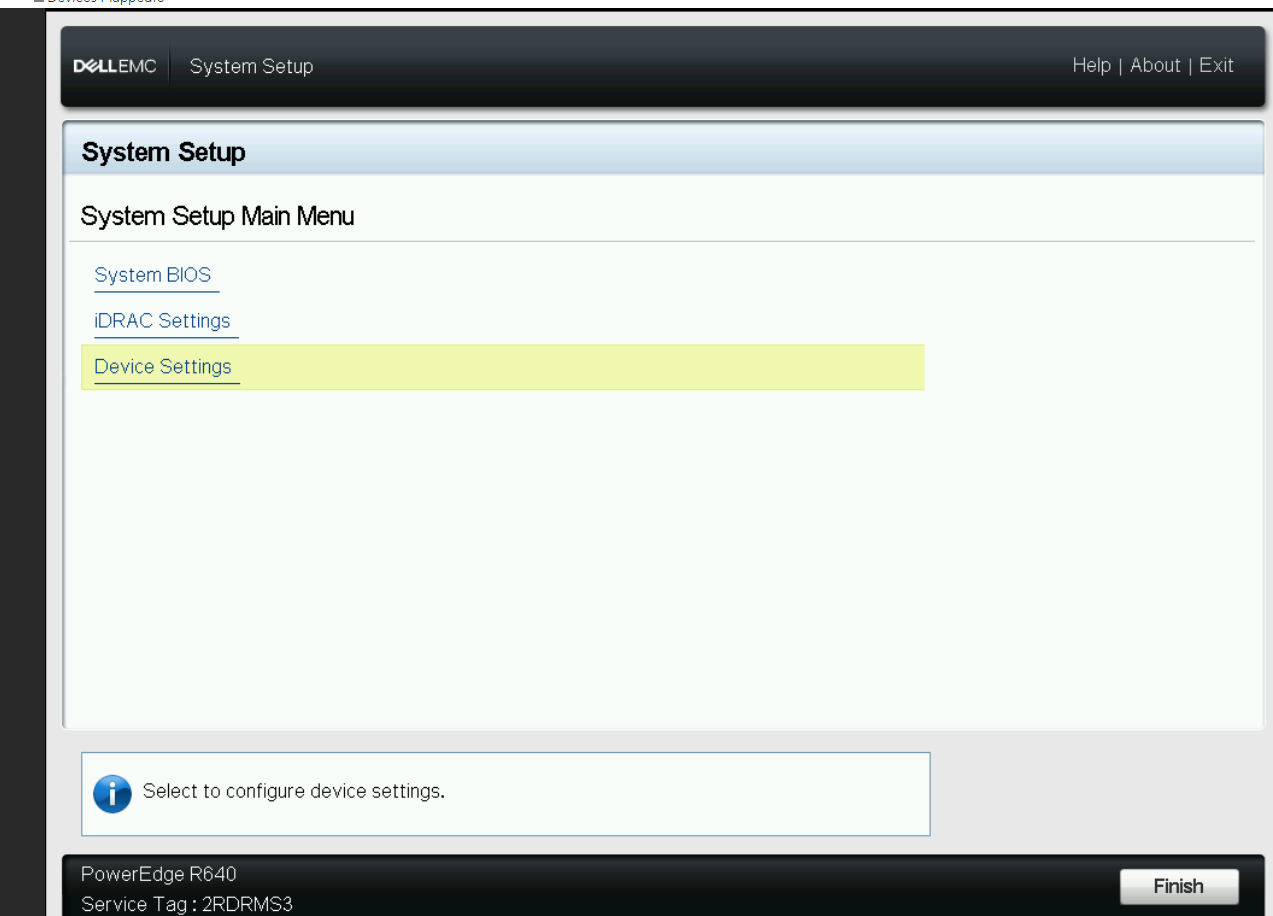 DELLEMC System Setup Help | About | Exit
System Setup
System Setup Main Menu
System BIOS
iDRAC Settings
Device Settings
Select to configure device settings.
PowerEdge R640
Service Tag : 2RDRMS3
Finish